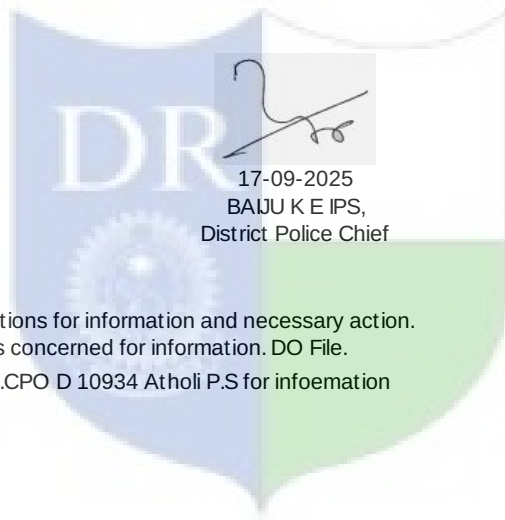 DR
17-09-2025
BAIJU K E IPS,
District Police Chief
tions for information and necessary action.
s concerned for information. DO File.
.CPO D 10934 Atholi P.S for infoemation